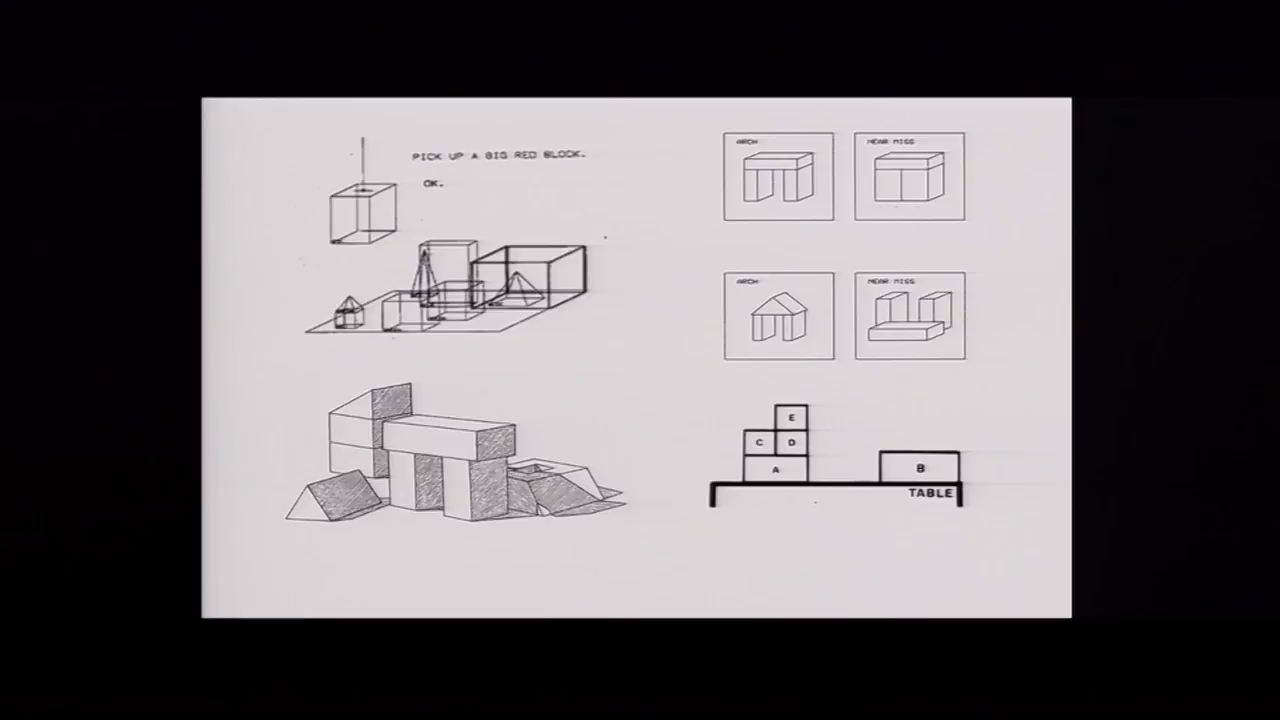 PICK UP A BIG RED BLOCK.
OK.
ARCH
NEAR MISS
ARCH
NEAR MISS
E
C D
A
B
TABLE